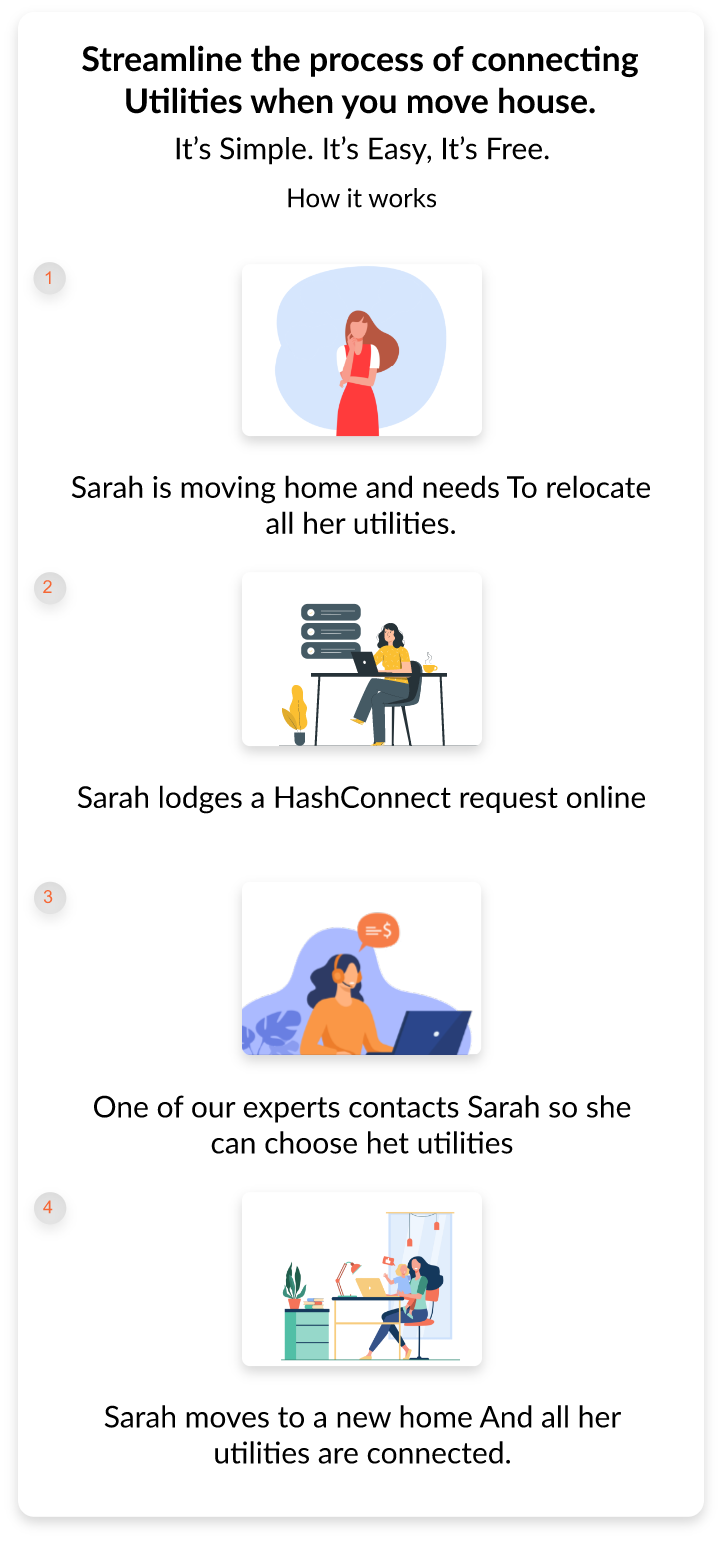 Streamline the process of connecting
Utilities when you move house.
It’s Simple. It’s Easy, It’s Free.
How it works
1
Sarah is moving home and needs To relocate
all her utilities.
2
Sarah lodges a HashConnect request online
3
$
One of our experts contacts Sarah so she
can choose het utilities
4
Sarah moves to a new home And all her
utilities are connected.